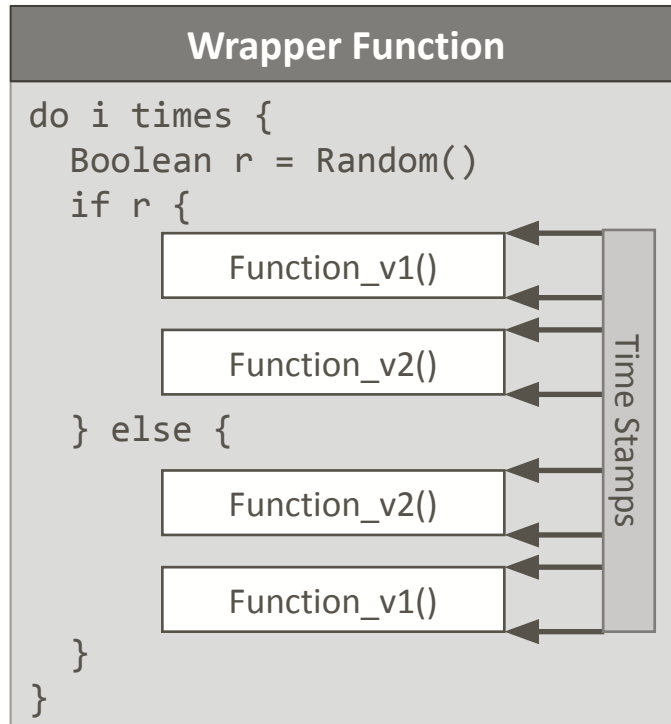 Wrapper Function
do i times {
Boolean r = Random()
if r {
Function_v1()
Function_v2()
} else {
Function_v2()
Function_v1()
}
}
Time Stamps